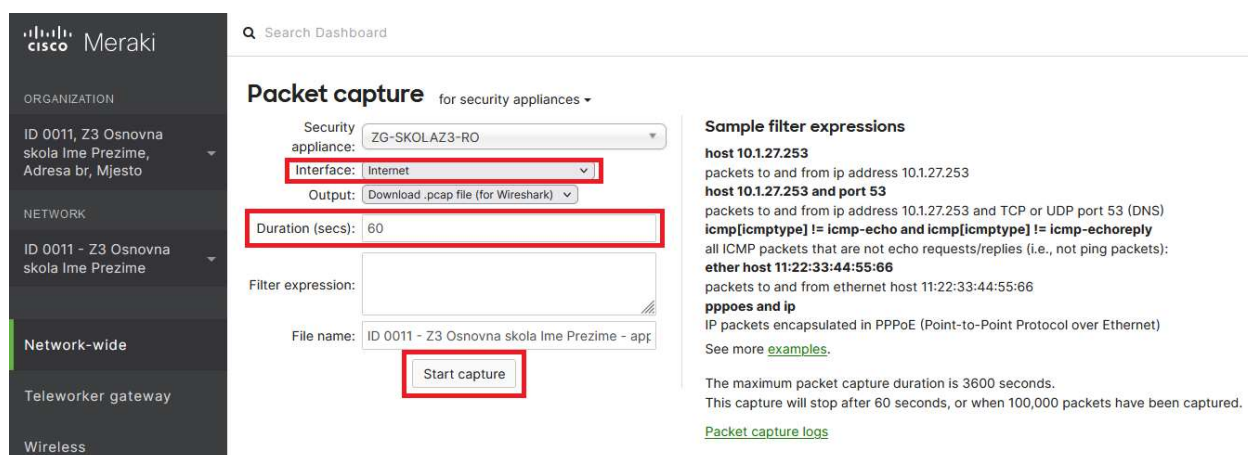 cisco Meraki
Search Dashboard
ORGANIZATION
ID 0011, Z3 Osnovna
skola Ime Prezime,
Adresa br, Mjesto
NETWORK
ID 0011 - Z3 Osnovna
skola Ime Prezime
Network-wide
Teleworker gateway
Wireless
Packet capture for security appliances
Security
appliance: ZG-SKOLAZ3-RO
Interface: Internet
Output: Download .pcap file (for Wireshark)
Duration (secs): 60
Filter expression:
File name: ID 0011 - Z3 Osnovna skola Ime Prezime - app
Start capture
Sample filter expressions
host 10.1.27.253
packets to and from ip address 10.1.27.253
host 10.1.27.253 and port 53
packets to and from ip address 10.1.27.253 and TCP or UDP port 53 (DNS)
icmp[icmptype] != icmp-echo and icmp[icmptype] != icmp-echoreply
all ICMP packets that are not echo requests/replies (i.e., not ping packets):
ether host 11:22:33:44:55:66
packets to and from ethernet host 11:22:33:44:55:66
pppoes and ip
IP packets encapsulated in PPPoE (Point-to-Point Protocol over Ethernet)
See more examples.
The maximum packet capture duration is 3600 seconds.
This capture will stop after 60 seconds, or when 100,000 packets have been captured.
Packet capture logs